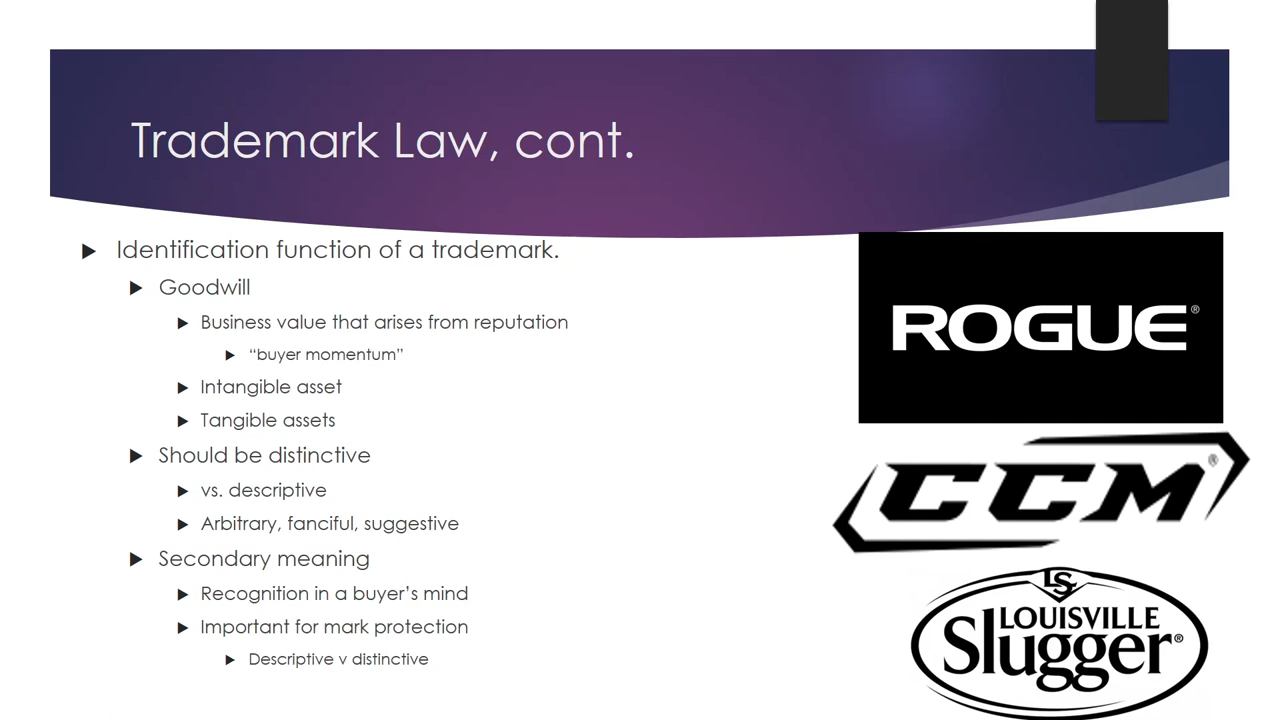 Trademark Law, cont.
Identification function of a trademark.
Goodwill
Business value that arises from reputation
“buyer momentum”
Intangible asset
Tangible assets
Should be distinctive
vs. descriptive
Arbitrary, fanciful, suggestive
Secondary meaning
Recognition in a buyer’s mind
Important for mark protection
Descriptive v distinctive
ROGUE®
CCM®
LS
LOUISVILLE
Slugger®